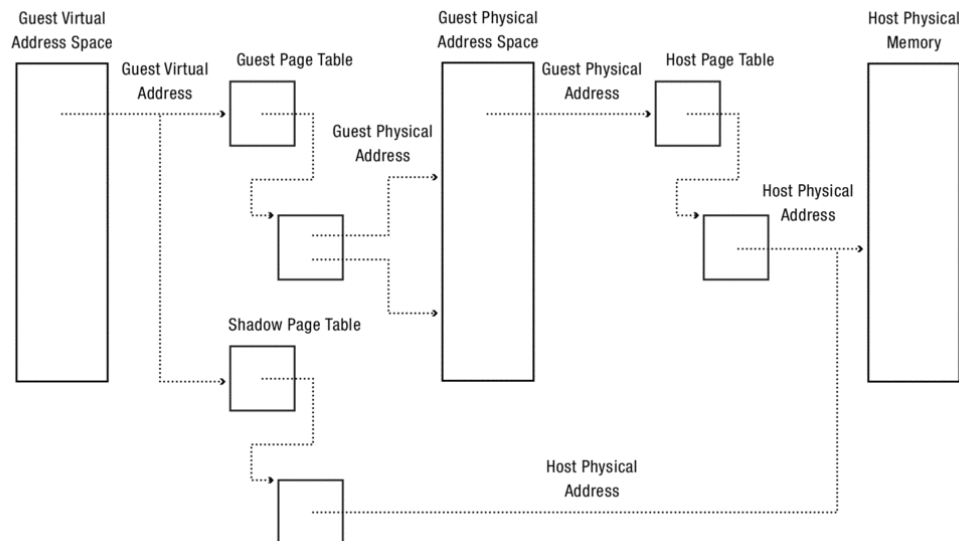 Guest Virtual
Address Space
Guest Physical
Address Space
Host Physical
Memory
Guest Virtual
Address
Guest Page Table
Guest Physical
Address
Host Page Table
Guest Physical
Address
Host Physical
Address
Shadow Page Table
Host Physical
Address